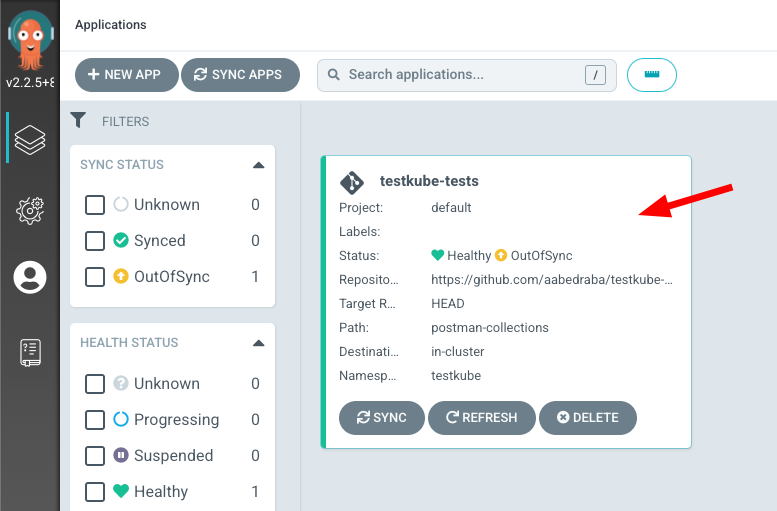 Applications
v2.2.5+8
NEW APP
SYNC APPS
Search applications...
/
FILTERS
SYNC STATUS
Unknown 0
Synced 0
OutOfSync 1
HEALTH STATUS
Unknown 0
Progressing 0
Suspended 0
Healthy 1
testkube-tests
Project: default
Labels:
Status: Healthy OutOfSync
Reposito... https://github.com/aabedraba/testkube-...
Target R... HEAD
Path: postman-collections
Destinati... in-cluster
Namesp... testkube
SYNC REFRESH DELETE